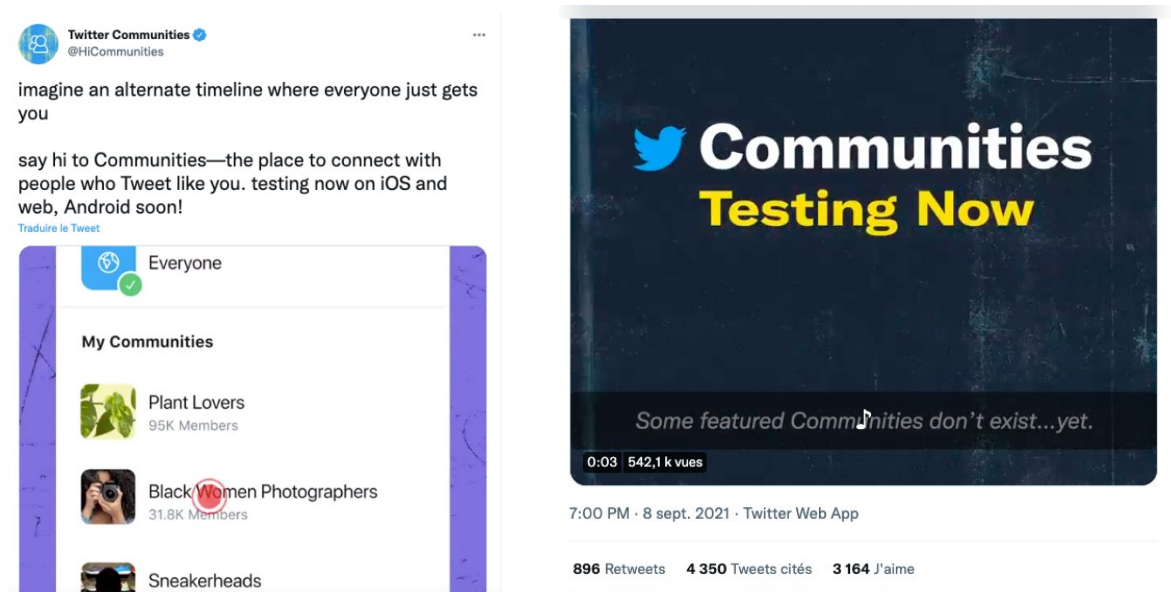 Twitter Communities
@HiCommunities
imagine an alternate timeline where everyone just gets
you
say hi to Communities—the place to connect with
people who Tweet like you. testing now on iOS and
web, Android soon!
Traduire le Tweet
Everyone
My Communities
Plant Lovers
95K Members
Black Women Photographers
31.8K Members
Sneakerheads
Communities
Testing Now
Some featured Communities don't exist...yet.
0:03 542,1 k vues
7:00 PM · 8 sept. 2021 · Twitter Web App
896 Retweets 4 350 Tweets cités 3 164 J'aime